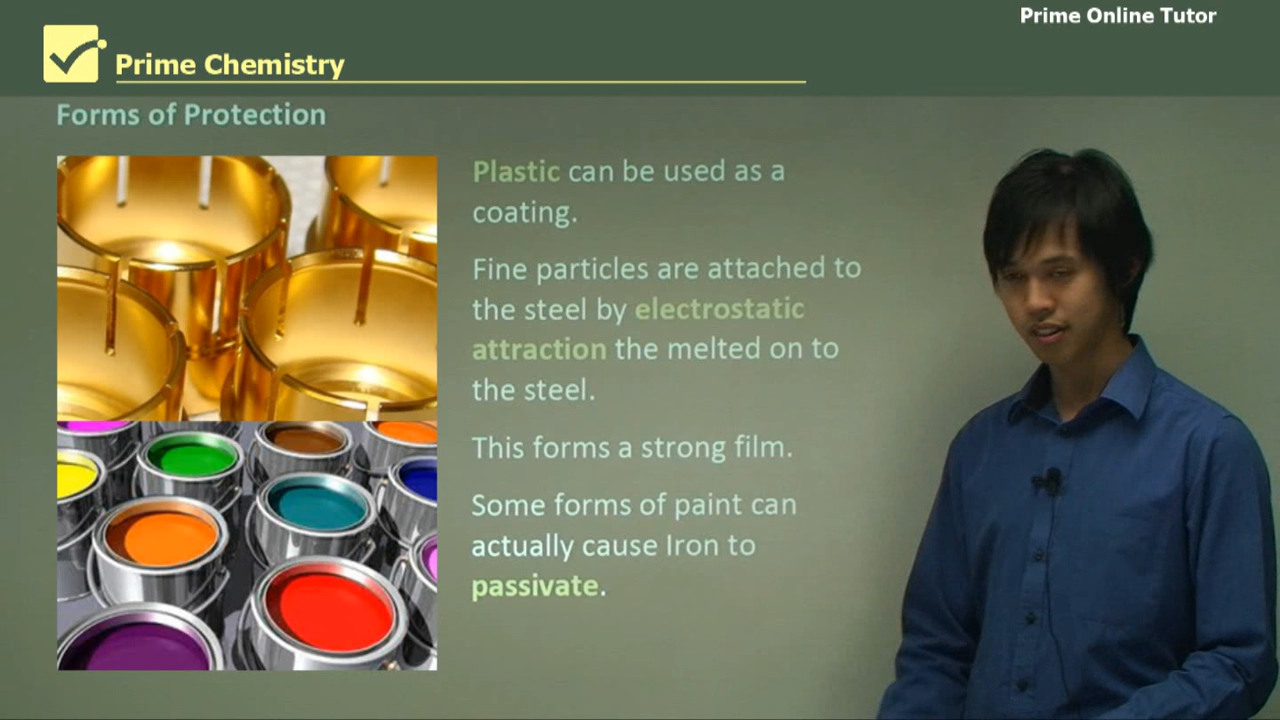 Prime Online Tutor
Prime Chemistry
Forms of Protection
Plastic can be used as a
coating.
Fine particles are attached to
the steel by electrostatic
attraction the melted on to
the steel.
This forms a strong film.
Some forms of paint can
actually cause Iron to
passivate.